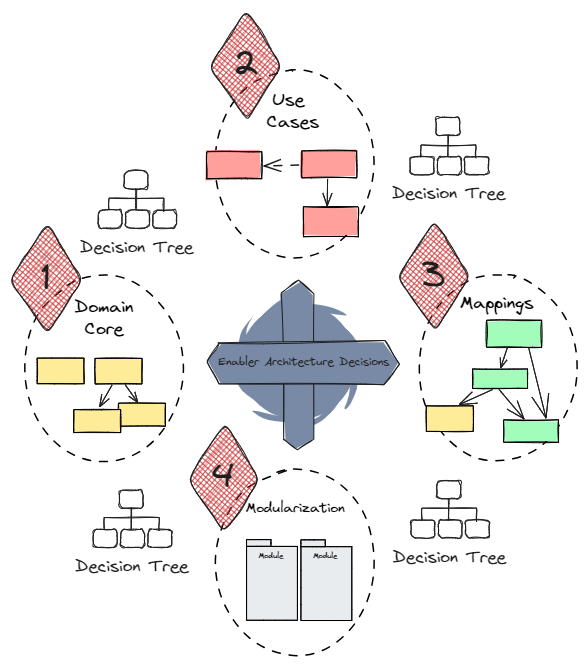 2
Use
Cases
Decision Tree
Decision Tree
1
Domain
Core
3
Mappings
Enabler Architecture Decisions
4
Modularization
Module
Module
Decision Tree
Decision Tree